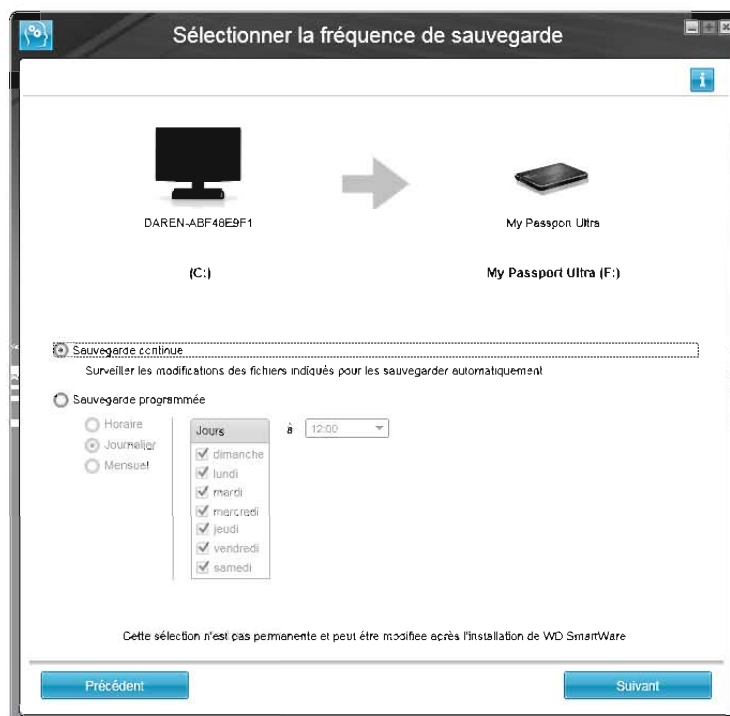 Sélectionner la fréquence de sauvegarde
DAREN-ABF48E9F1
My Passport Ultra
(C:)
My Passport Ultra (F:)
Sauvegarde continue
Surveiller les modifications des fichiers indiqués pour les sauvegarder automatiquement
Sauvegarde programmée
Horaire
Journalier
Mensuel
Jours
à
12:00
dimanche
lundi
mardi
mercredi
jeudi
vendredi
samedi
Cette sélection n'est pas permanente et peut être modifiee après l'installation de WD SmartWare
Précédent
Suivant